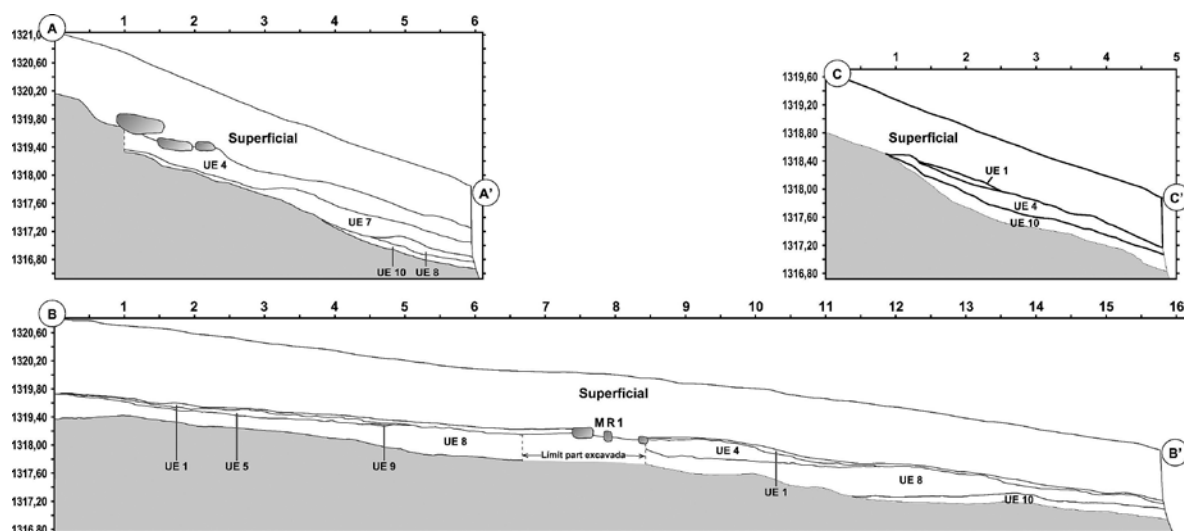 A 1 2 3 4 5 6
1321,0
1320,60
1320,20
1319,80
1319,40
1318,00
1317,60
1317,20
1316,80
Superficial
UE 4
UE 7
UE 10 UE 8
A'
C 1 2 3 4 5
1319,60
1319,20
1318,80
1318,40
1318,00
1317,60
1317,20
1316,80
Superficial
UE 1
UE 4
UE 10
C'
B 1 2 3 4 5 6 7 8 9 10 11 12 13 14 15 16
1320,60
1320,20
1319,80
1319,40
1318,00
1317,60
1317,20
1316,80
Superficial
M R 1
UE 8
UE 4
Limit part excavada
UE 1 UE 5 UE 9
UE 1
UE 8
UE 10
B'